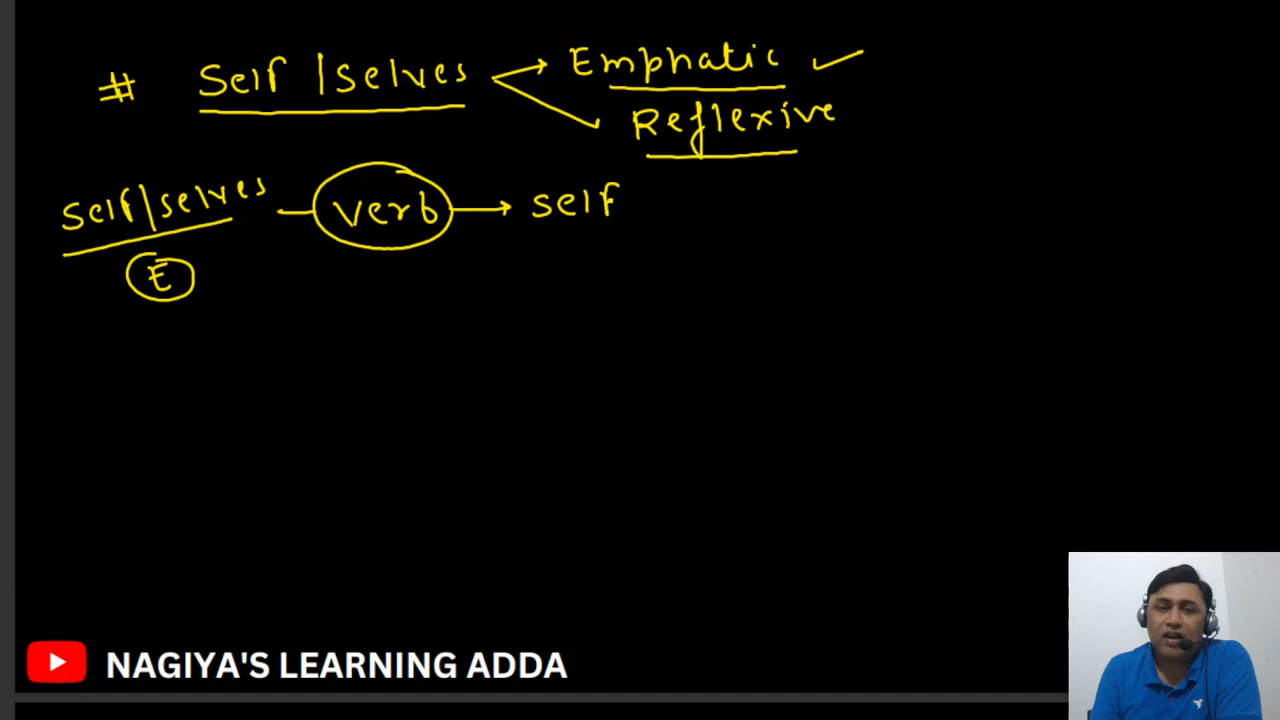 # Self | Selves → Emphatic ✓
Reflexive
Self|selves — verb → self
E
NAGIYA'S LEARNING ADDA